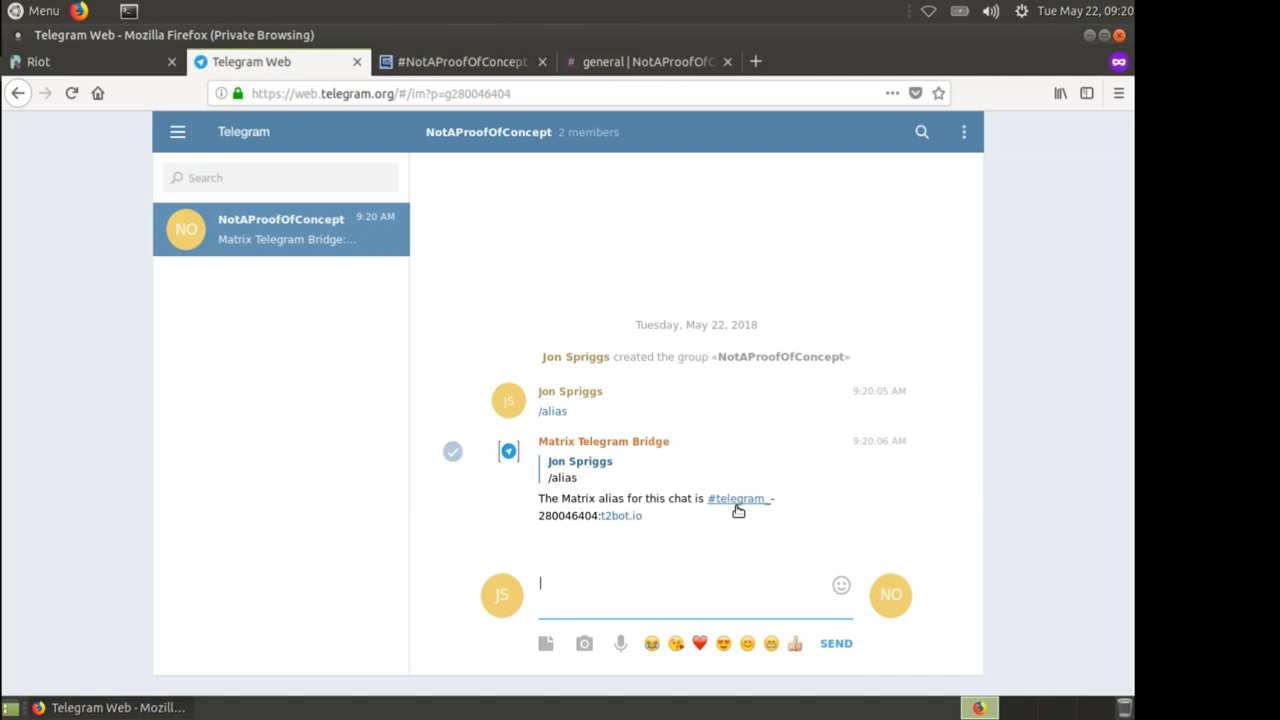 Menu
Tue May 22, 09:20
Telegram Web - Mozilla Firefox (Private Browsing)
Riot
Telegram Web
#NotAProofOfConcept
general | NotAProofOfC
https://web.telegram.org/#/im?p=g280046404
Telegram
NotAProofOfConcept 2 members
Search
NO
NotAProofOfConcept
9:20 AM
Matrix Telegram Bridge:...
Tuesday, May 22, 2018
Jon Spriggs created the group «NotAProofOfConcept»
JS
Jon Spriggs
9:20:05 AM
/alias
Matrix Telegram Bridge
9:20:06 AM
Jon Spriggs
/alias
The Matrix alias for this chat is #telegram_-
280046404:t2bot.io
JS
NO
SEND
Telegram Web - Mozill...